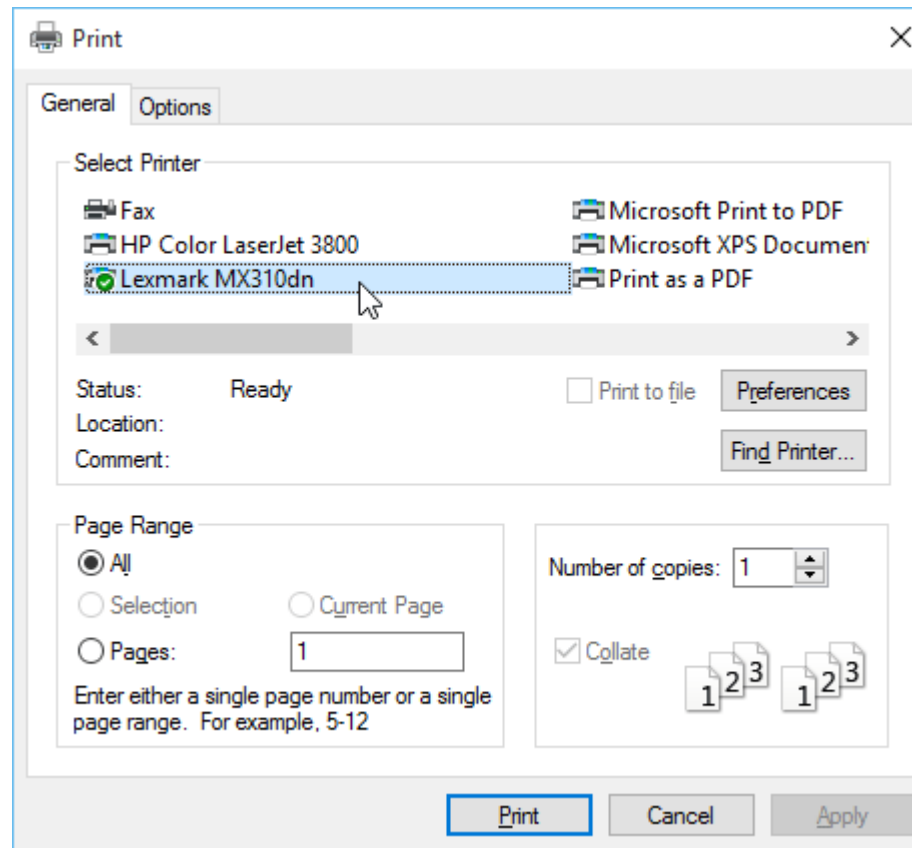 Print
General Options
Select Printer
Fax Microsoft Print to PDF
HP Color LaserJet 3800 Microsoft XPS Documen
Lexmark MX310dn Print as a PDF
Status: Ready Print to file Preferences
Location:
Comment: Find Printer...
Page Range
All
Number of copies: 1
Selection Current Page
Pages: 1
Collate
1 2 3 1 2 3
Enter either a single page number or a single
page range. For example, 5-12
Print Cancel Apply